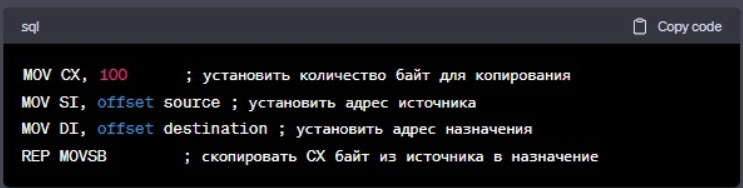 sql
Copy code
MOV CX, 100 ; установить количество байт для копирования
MOV SI, offset source ; установить адрес источника
MOV DI, offset destination ; установить адрес назначения
REP MOVSB ; скопировать CX байт из источника в назначение